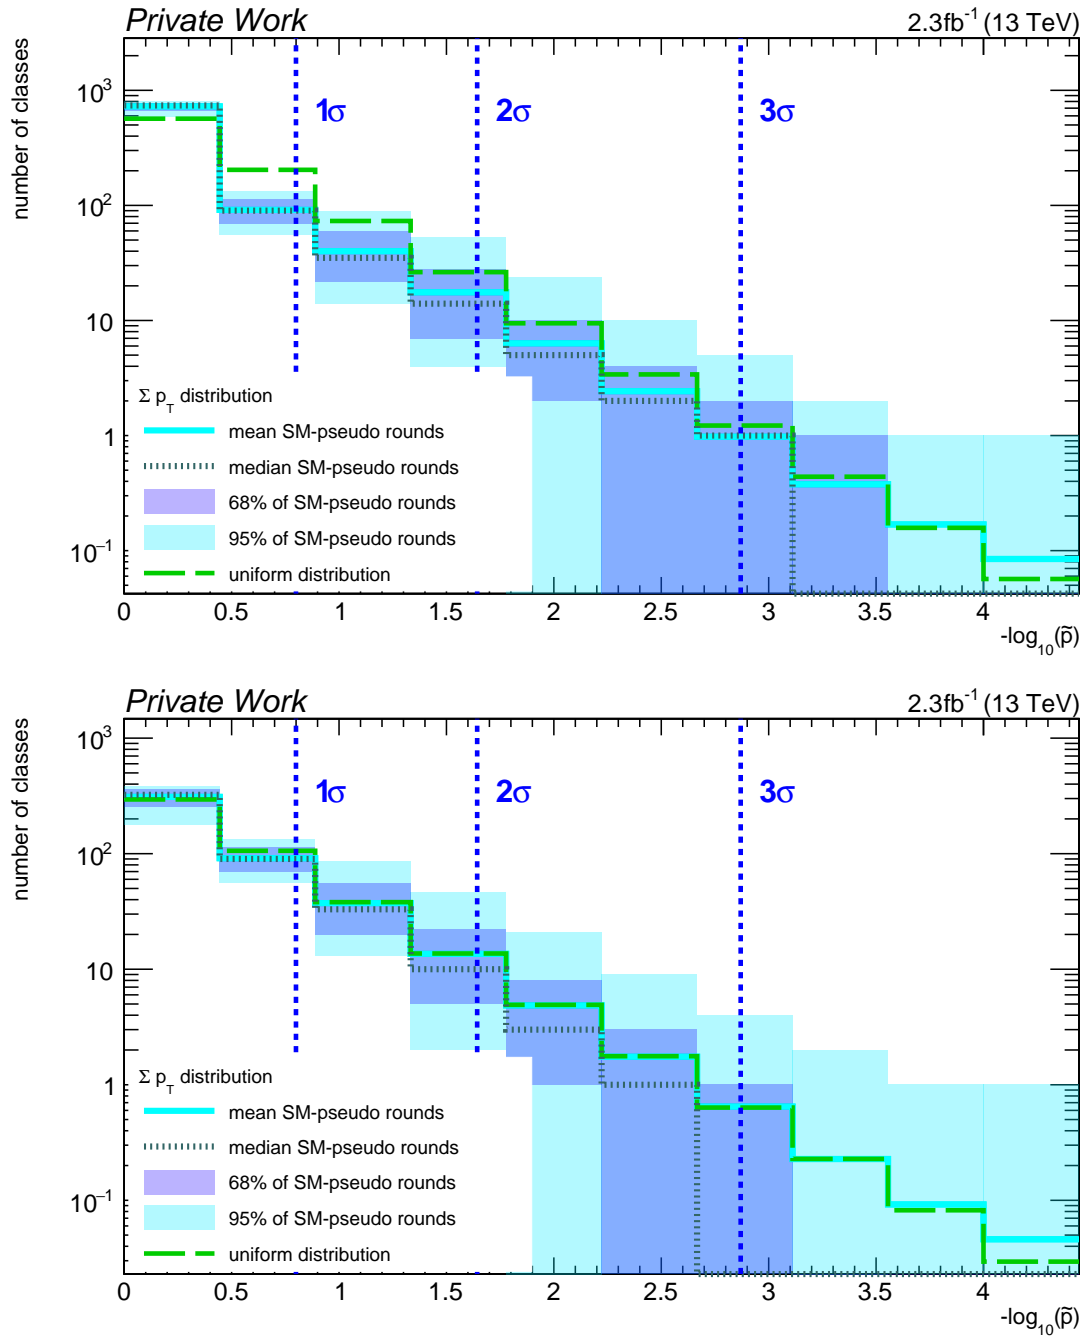 Private Work 2.3fb⁻¹ (13 TeV)
number of classes
10³
10²
10
1
10⁻¹
1σ 2σ 3σ
Σ p_T distribution
mean SM-pseudo rounds
median SM-pseudo rounds
68% of SM-pseudo rounds
95% of SM-pseudo rounds
uniform distribution
0 0.5 1 1.5 2 2.5 3 3.5 4
-log₁₀(p̃)
Private Work 2.3fb⁻¹ (13 TeV)
number of classes
10³
10²
10
1
10⁻¹
1σ 2σ 3σ
Σ p_T distribution
mean SM-pseudo rounds
median SM-pseudo rounds
68% of SM-pseudo rounds
95% of SM-pseudo rounds
uniform distribution
0 0.5 1 1.5 2 2.5 3 3.5 4
-log₁₀(p̃)